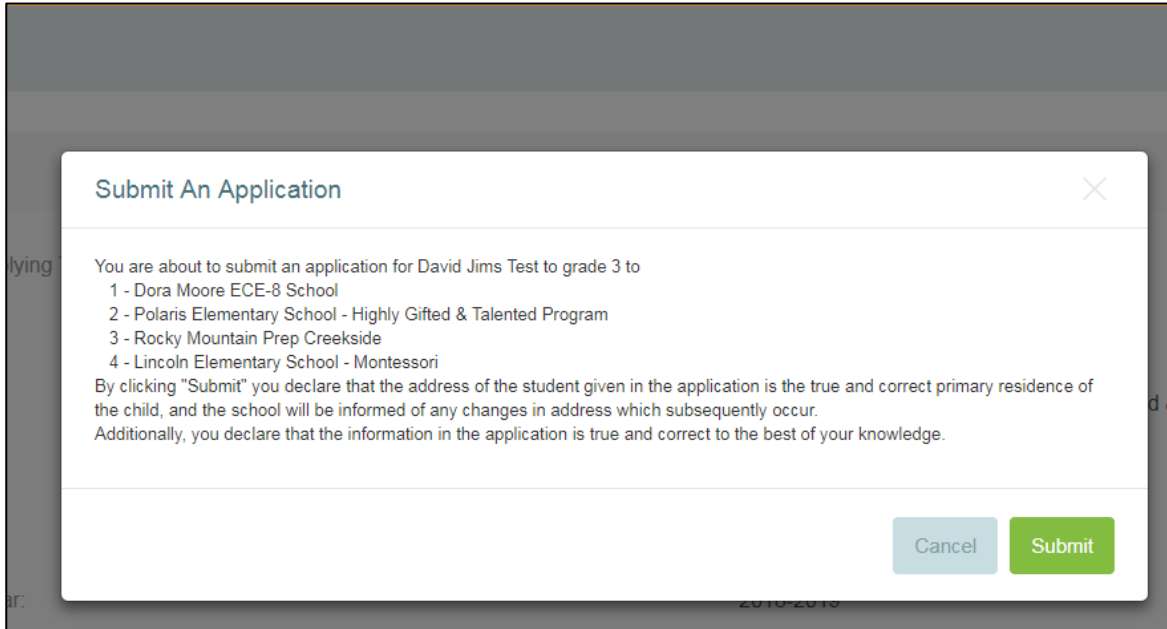 Submit An Application
lying
You are about to submit an application for David Jims Test to grade 3 to
1 - Dora Moore ECE-8 School
2 - Polaris Elementary School - Highly Gifted & Talented Program
3 - Rocky Mountain Prep Creekside
4 - Lincoln Elementary School - Montessori
By clicking "Submit" you declare that the address of the student given in the application is the true and correct primary residence of
the child, and the school will be informed of any changes in address which subsequently occur.
Additionally, you declare that the information in the application is true and correct to the best of your knowledge.
Cancel Submit
ar: